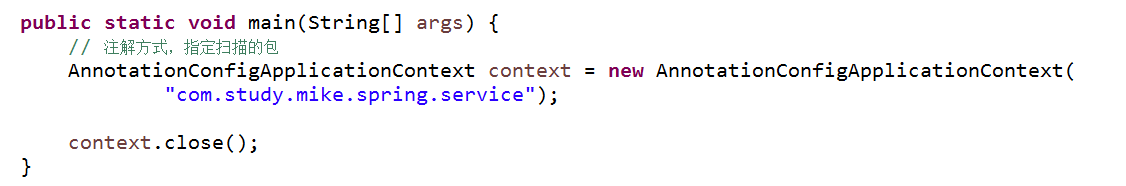 public static void main(String[] args) {
    // 注解方式，指定扫描的包
    AnnotationConfigApplicationContext context = new AnnotationConfigApplicationContext(
            "com.study.mike.spring.service");

    context.close();
}